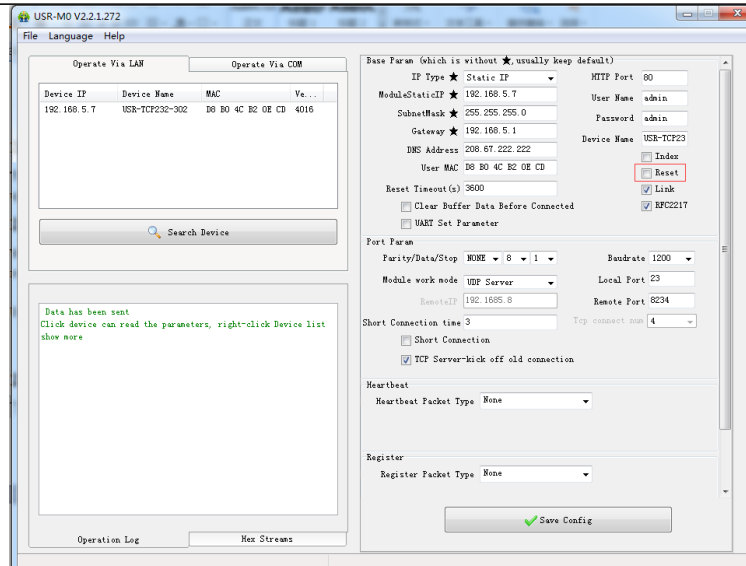 USR-M0 V2.2.1.272
File Language Help
Operate Via LAN
Operate Via COM
Device IP Device Name MAC Ve...
192.168.5.7 USR-TCP232-302 D8 B0 4C B2 0E CD 4016
Search Device
Data has been sent
Click device can read the parameters, right-click Device list
show more
Operation Log
Hex Streams
Base Param (which is without ★,usually keep default)
IP Type ★ Static IP
HTTP Port 80
ModuleStaticIP ★ 192.168.5.7
User Name admin
SubnetMask ★ 255.255.255.0
Password admin
Gateway ★ 192.168.5.1
Device Name USR-TCP23
DNS Address 208.67.222.222
Index
User MAC D8 B0 4C B2 0E CD
Reset
Reset Timeout(s) 3600
Link
Clear Buffer Data Before Connected
RFC2217
UART Set Parameter
Port Param
Parity/Data/Stop NONE 8 1
Baudrate 1200
Module work mode UDP Server
Local Port 23
RemoteIP 192.1685.8
Remote Port 8234
Short Connection time 3
Tcp connect num 4
Short Connection
TCP Server-kick off old connection
Heartbeat
Heartbeat Packet Type None
Register
Register Packet Type None
Save Config